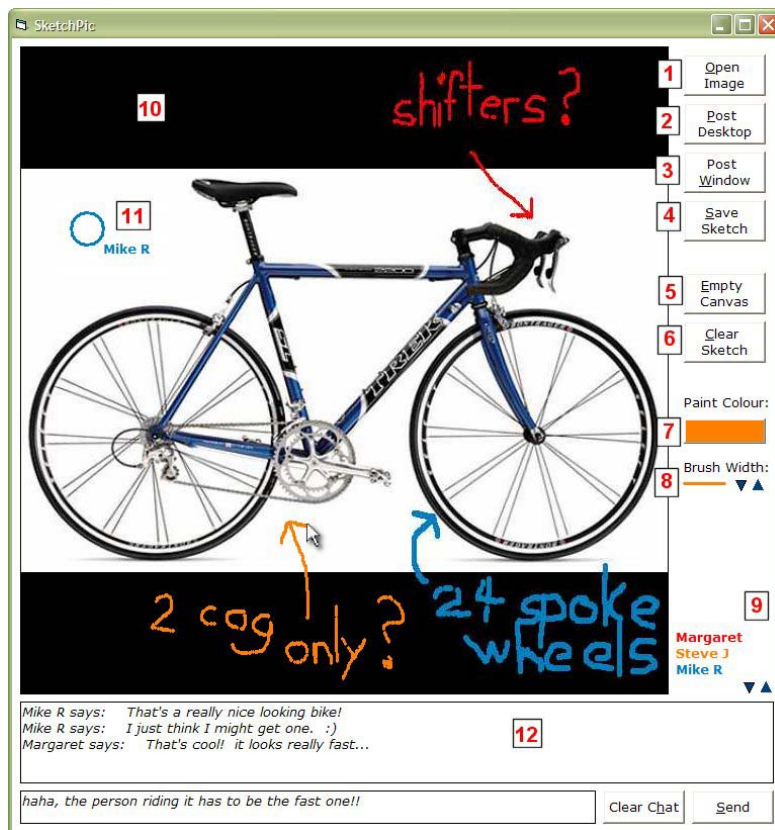 SketchPic
1
Open
Image
2
Post
Desktop
3
Post
Window
4
Save
Sketch
5
Empty
Canvas
6
Clear
Sketch
Paint Colour:
7
Brush Width:
8
9
Margaret
Steve J
Mike R
10
shifters?
11
Mike R
TREK
2 cog
only?
24 spoke
wheels
Mike R says: That's a really nice looking bike!
Mike R says: I just think I might get one. :)
Margaret says: That's cool! it looks really fast...
12
haha, the person riding it has to be the fast one!!
Clear Chat
Send